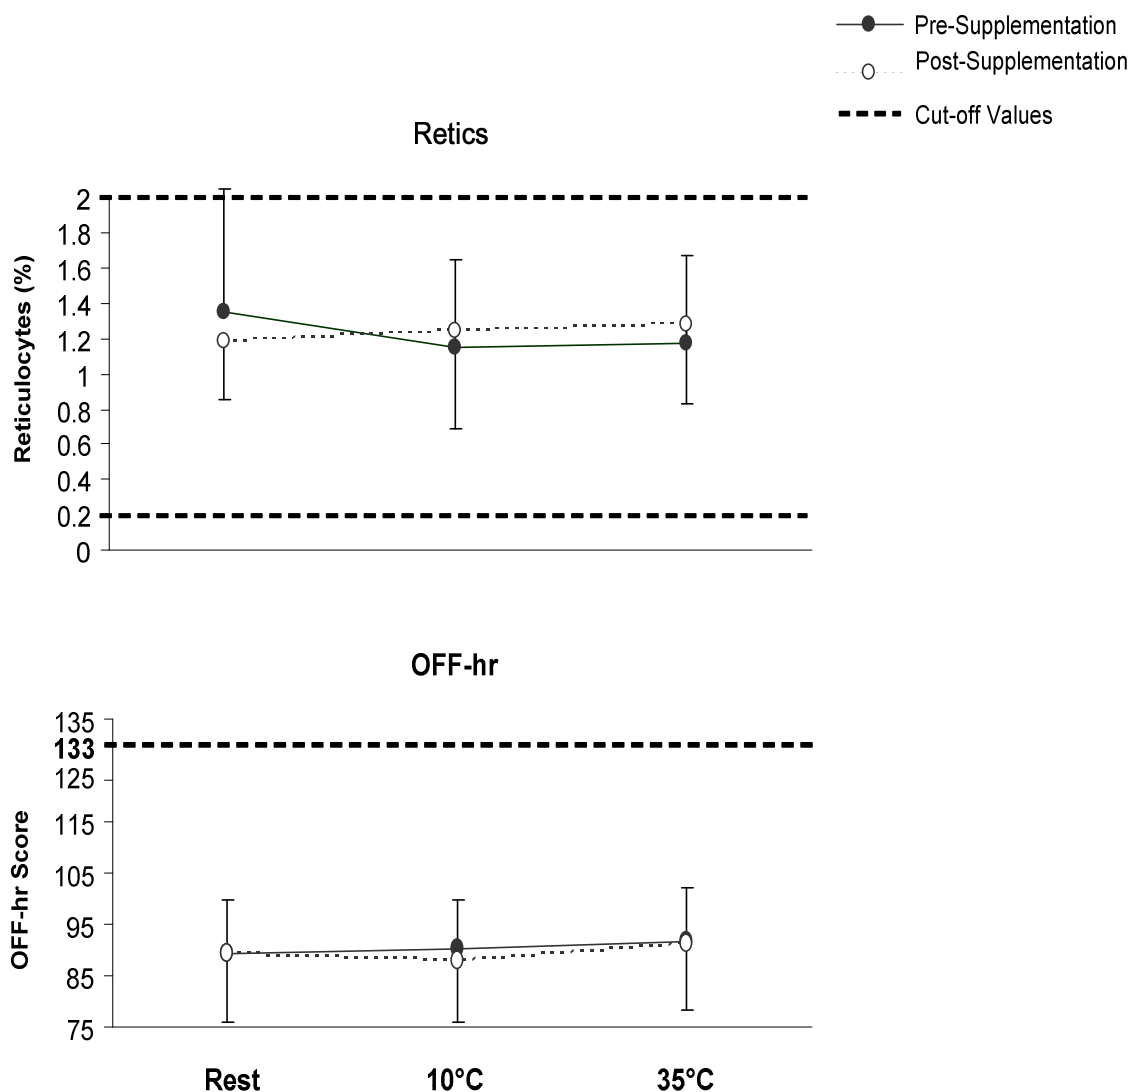 Pre-Supplementation
Post-Supplementation
Cut-off Values
Retics
Reticulocytes (%)
2
1.8
1.6
1.4
1.2
1
0.8
0.6
0.4
0.2
0
OFF-hr
OFF-hr Score
135
133
125
115
105
95
85
75
Rest 10°C 35°C